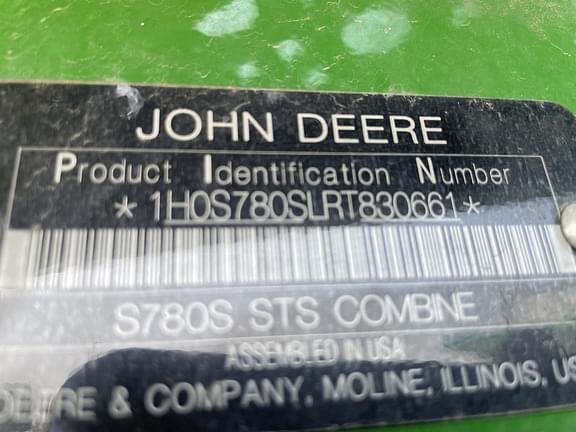 JOHN DEERE
Product Identification Number
*1H0S780SLRT830661*
S780S STS COMBINE
ASSEMBLED IN USA
DEERE & COMPANY, MOLINE, ILLINOIS, US